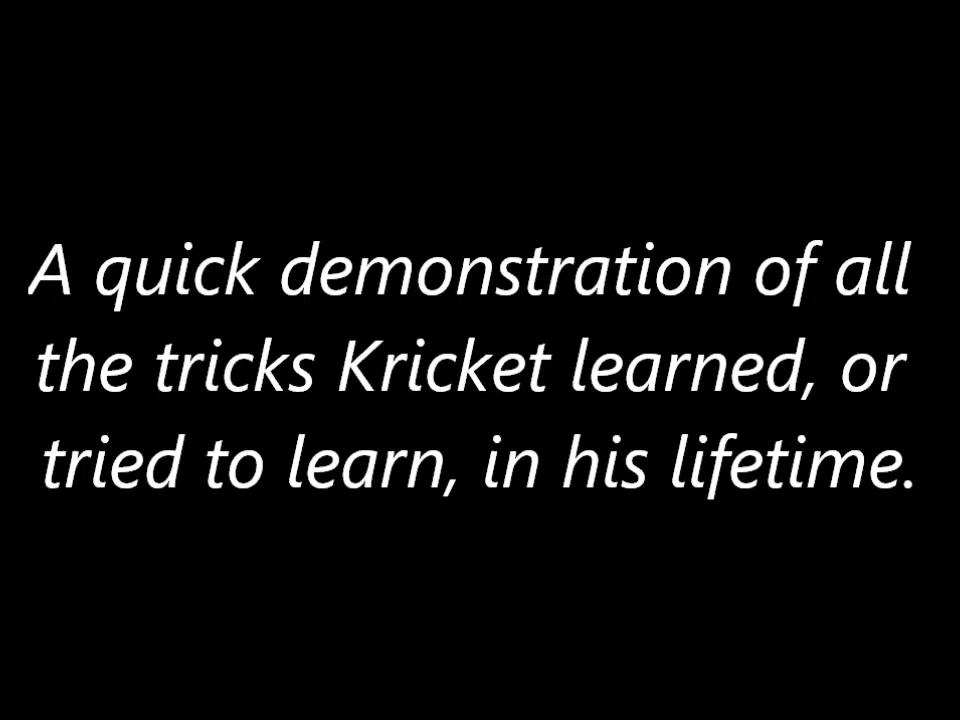 A quick demonstration of all
the tricks Kricket learned, or
tried to learn, in his lifetime.